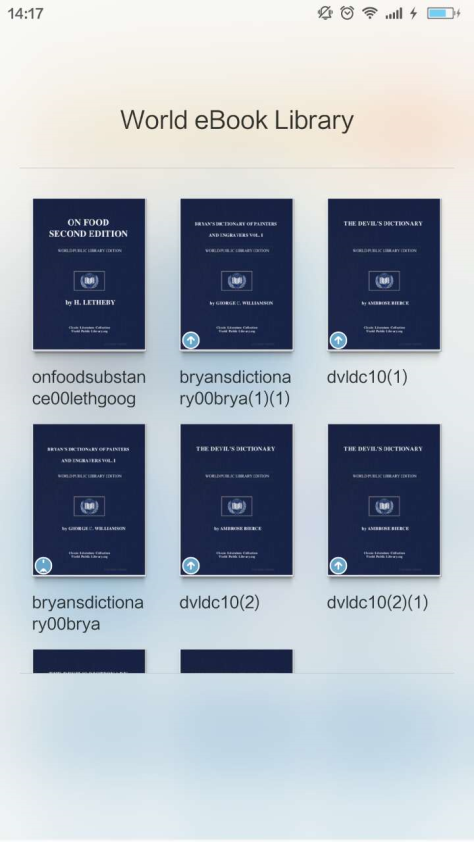 14:17
World eBook Library
ON FOOD
SECOND EDITION
WORLD PUBLIC LIBRARY EDITION
by H. LETHEBY
Classic Literature Collection
World Public Library.org
onfoodsubstan
ce00lethgoog
BRYAN'S DICTIONARY OF PAINTERS
AND ENGRAVERS VOL. I
WORLD PUBLIC LIBRARY EDITION
by GEORGE C. WILLIAMSON
Classic Literature Collection
World Public Library.org
bryansdictiona
ry00brya(1)(1)
THE DEVIL'S DICTIONARY
WORLD PUBLIC LIBRARY EDITION
by AMBROSE BIERCE
Classic Literature Collection
World Public Library.org
dvldc10(1)
BRYAN'S DICTIONARY OF PAINTERS
AND ENGRAVERS VOL. I
WORLD PUBLIC LIBRARY EDITION
by GEORGE C. WILLIAMSON
Classic Literature Collection
World Public Library.org
bryansdictiona
ry00brya
THE DEVIL'S DICTIONARY
WORLD PUBLIC LIBRARY EDITION
by AMBROSE BIERCE
Classic Literature Collection
World Public Library.org
dvldc10(2)
THE DEVIL'S DICTIONARY
WORLD PUBLIC LIBRARY EDITION
by AMBROSE BIERCE
Classic Literature Collection
World Public Library.org
dvldc10(2)(1)